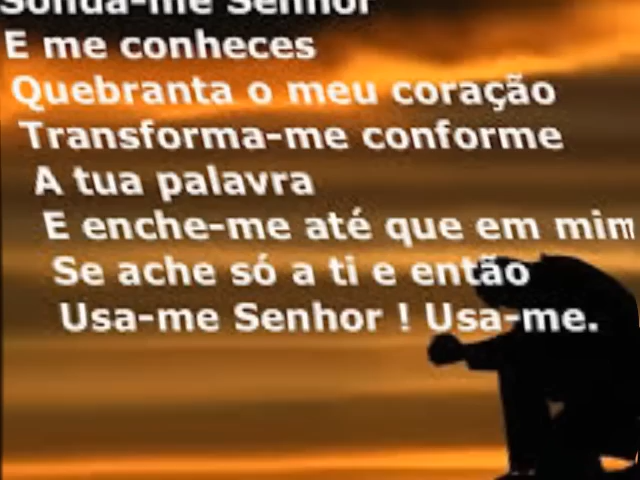 Sonda-me Senhor
E me conheces
Quebranta o meu coração
Transforma-me conforme
A tua palavra
E enche-me até que em mim
Se ache só a ti e então
Usa-me Senhor ! Usa-me.